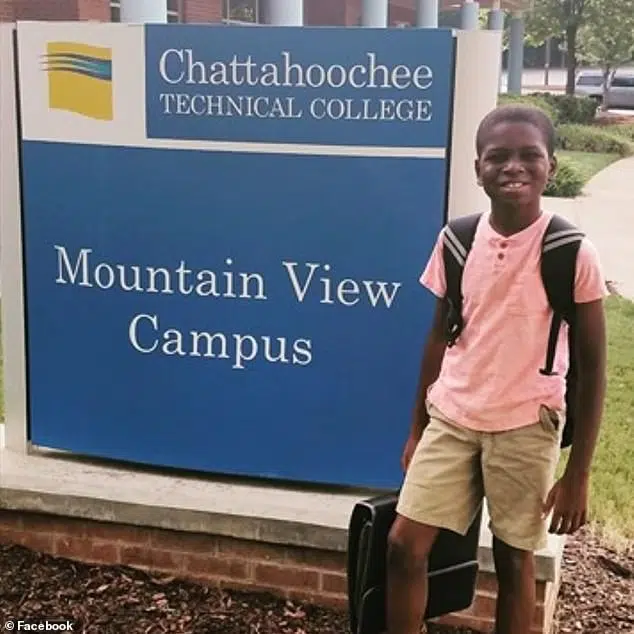 Chattahoochee
TECHNICAL COLLEGE
Mountain View
Campus
© Facebook